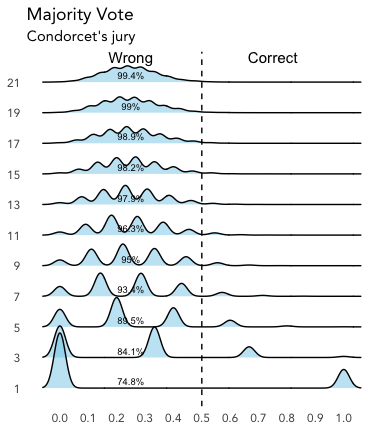 Majority Vote
Condorcet's jury
Wrong Correct
21 99.4%
19 99%
17 98.9%
15 98.2%
13 97.9%
11 96.3%
9 95%
7 93.4%
5 89.5%
3 84.1%
1 74.8%
0.0 0.1 0.2 0.3 0.4 0.5 0.6 0.7 0.8 0.9 1.0